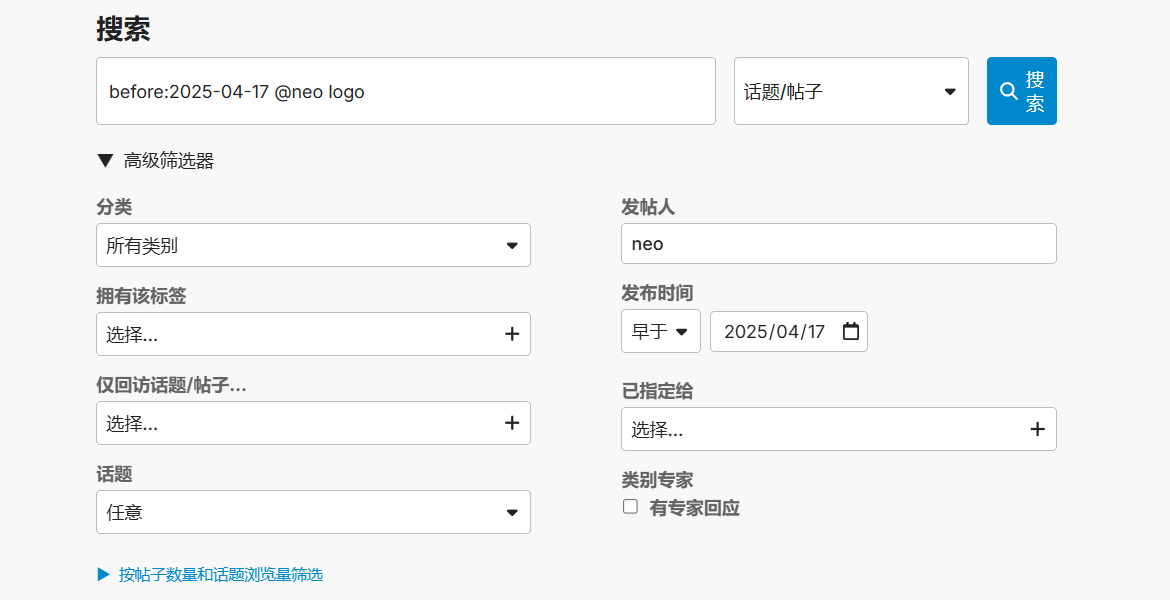 搜索
before:2025-04-17 @neo logo
话题/帖子
搜
索
高级筛选器
分类
所有类别
拥有该标签
选择...
仅回访话题/帖子...
选择...
话题
任意
发帖人
neo
发布时间
早于
2025/04/17
已指定给
选择...
类别专家
有专家回应
按帖子数量和话题浏览量筛选